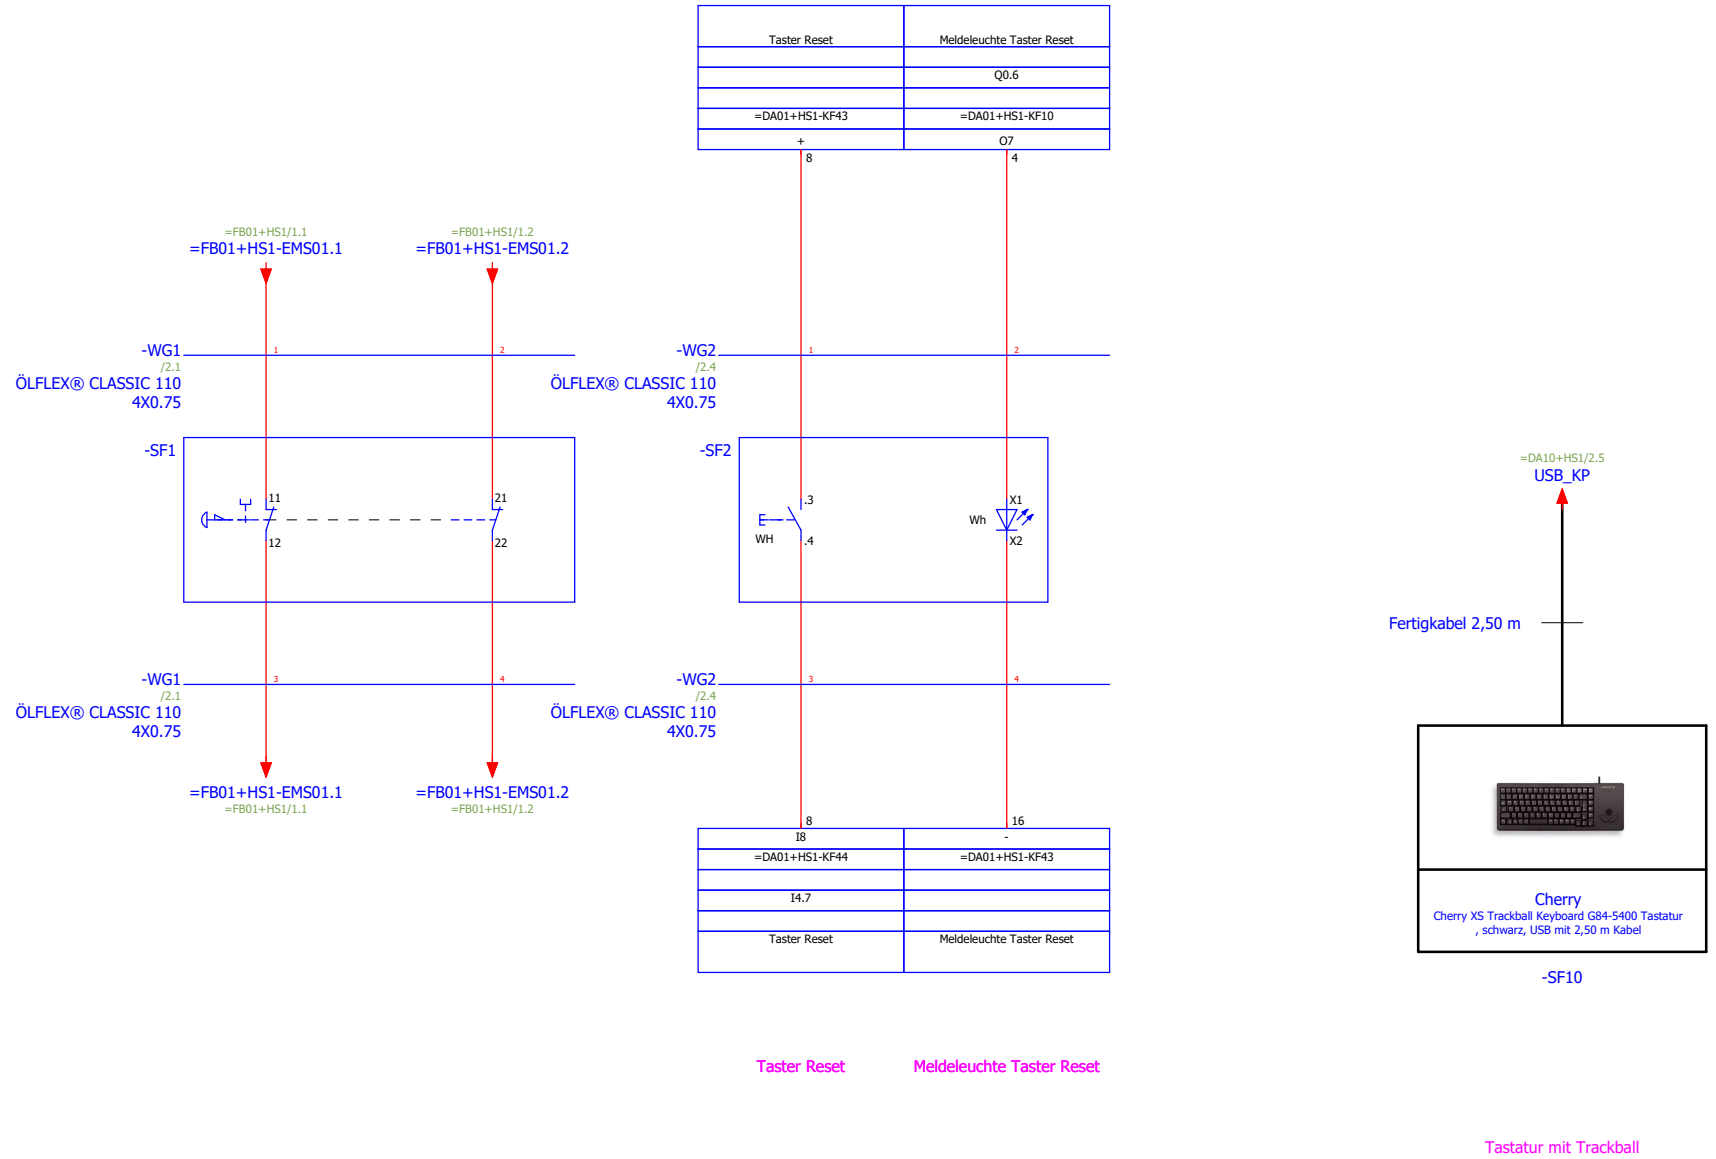 Taster Reset
Meldeleuchte Taster Reset
Q0.6
=DA01+HS1-KF43
=DA01+HS1-KF10
+
O7
8
4
=FB01+HS1/1.1
=FB01+HS1-EMS01.1
=FB01+HS1/1.2
=FB01+HS1-EMS01.2
-WG1
1
2
/2.1
ÖLFLEX® CLASSIC 110
4X0.75
-WG2
1
2
/2.4
ÖLFLEX® CLASSIC 110
4X0.75
-SF1
11
12
21
22
-SF2
.3
.4
WH
Wh
X1
X2
=DA10+HS1/2.5
USB_KP
Fertigkabel 2,50 m
-WG1
3
4
/2.1
ÖLFLEX® CLASSIC 110
4X0.75
-WG2
3
4
/2.4
ÖLFLEX® CLASSIC 110
4X0.75
=FB01+HS1-EMS01.1
=FB01+HS1/1.1
=FB01+HS1-EMS01.2
=FB01+HS1/1.2
8
16
I8
-
=DA01+HS1-KF44
=DA01+HS1-KF43
I4.7
Taster Reset
Meldeleuchte Taster Reset
Cherry
Cherry XS Trackball Keyboard G84-5400 Tastatur
, schwarz, USB mit 2,50 m Kabel
-SF10
Taster Reset
Meldeleuchte Taster Reset
Tastatur mit Trackball